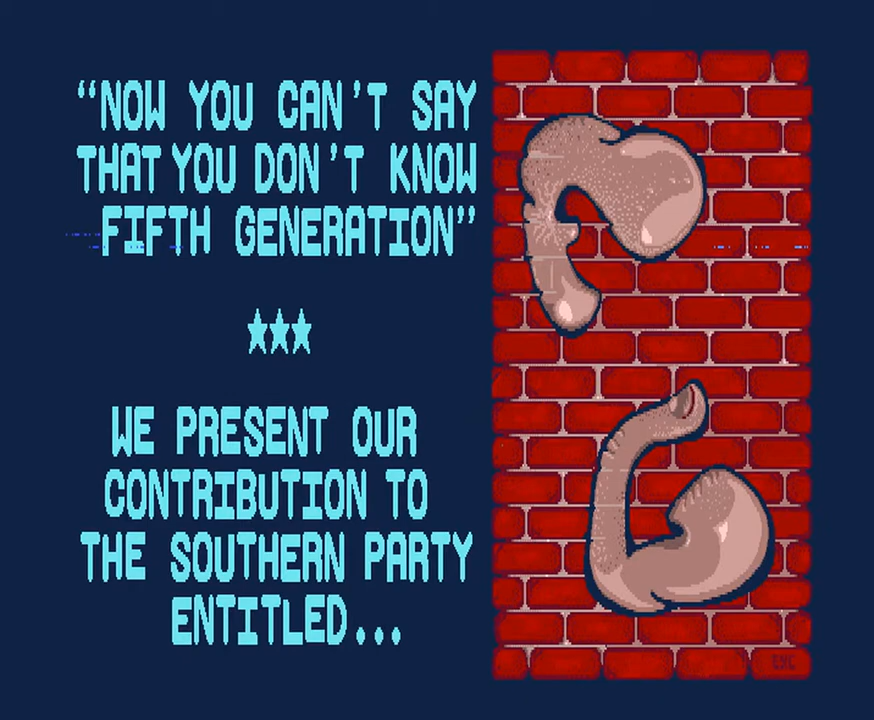 “NOW YOU CAN'T SAY
THAT YOU DON'T KNOW
FIFTH GENERATION”
★★★
WE PRESENT OUR
CONTRIBUTION TO
THE SOUTHERN PARTY
ENTITLED...